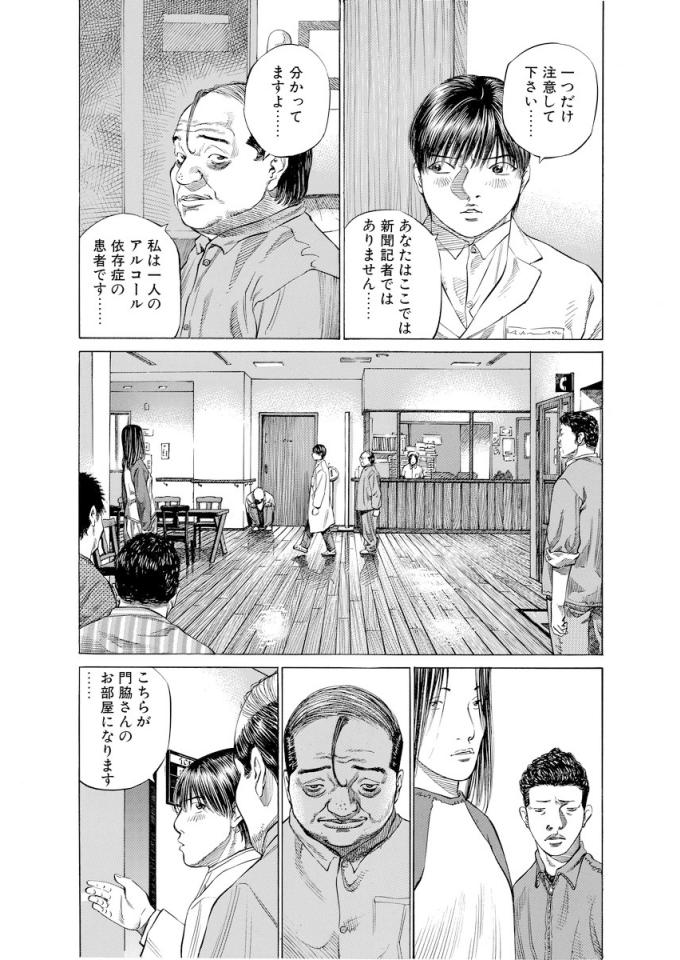 一つだけ
注意して
下さい……
あなたはここでは
新聞記者では
ありません……
分かって
ますよ……
私は一人の
アルコール
依存症の
患者です……
C
こちらが
門脇さんの
お部屋になります
……